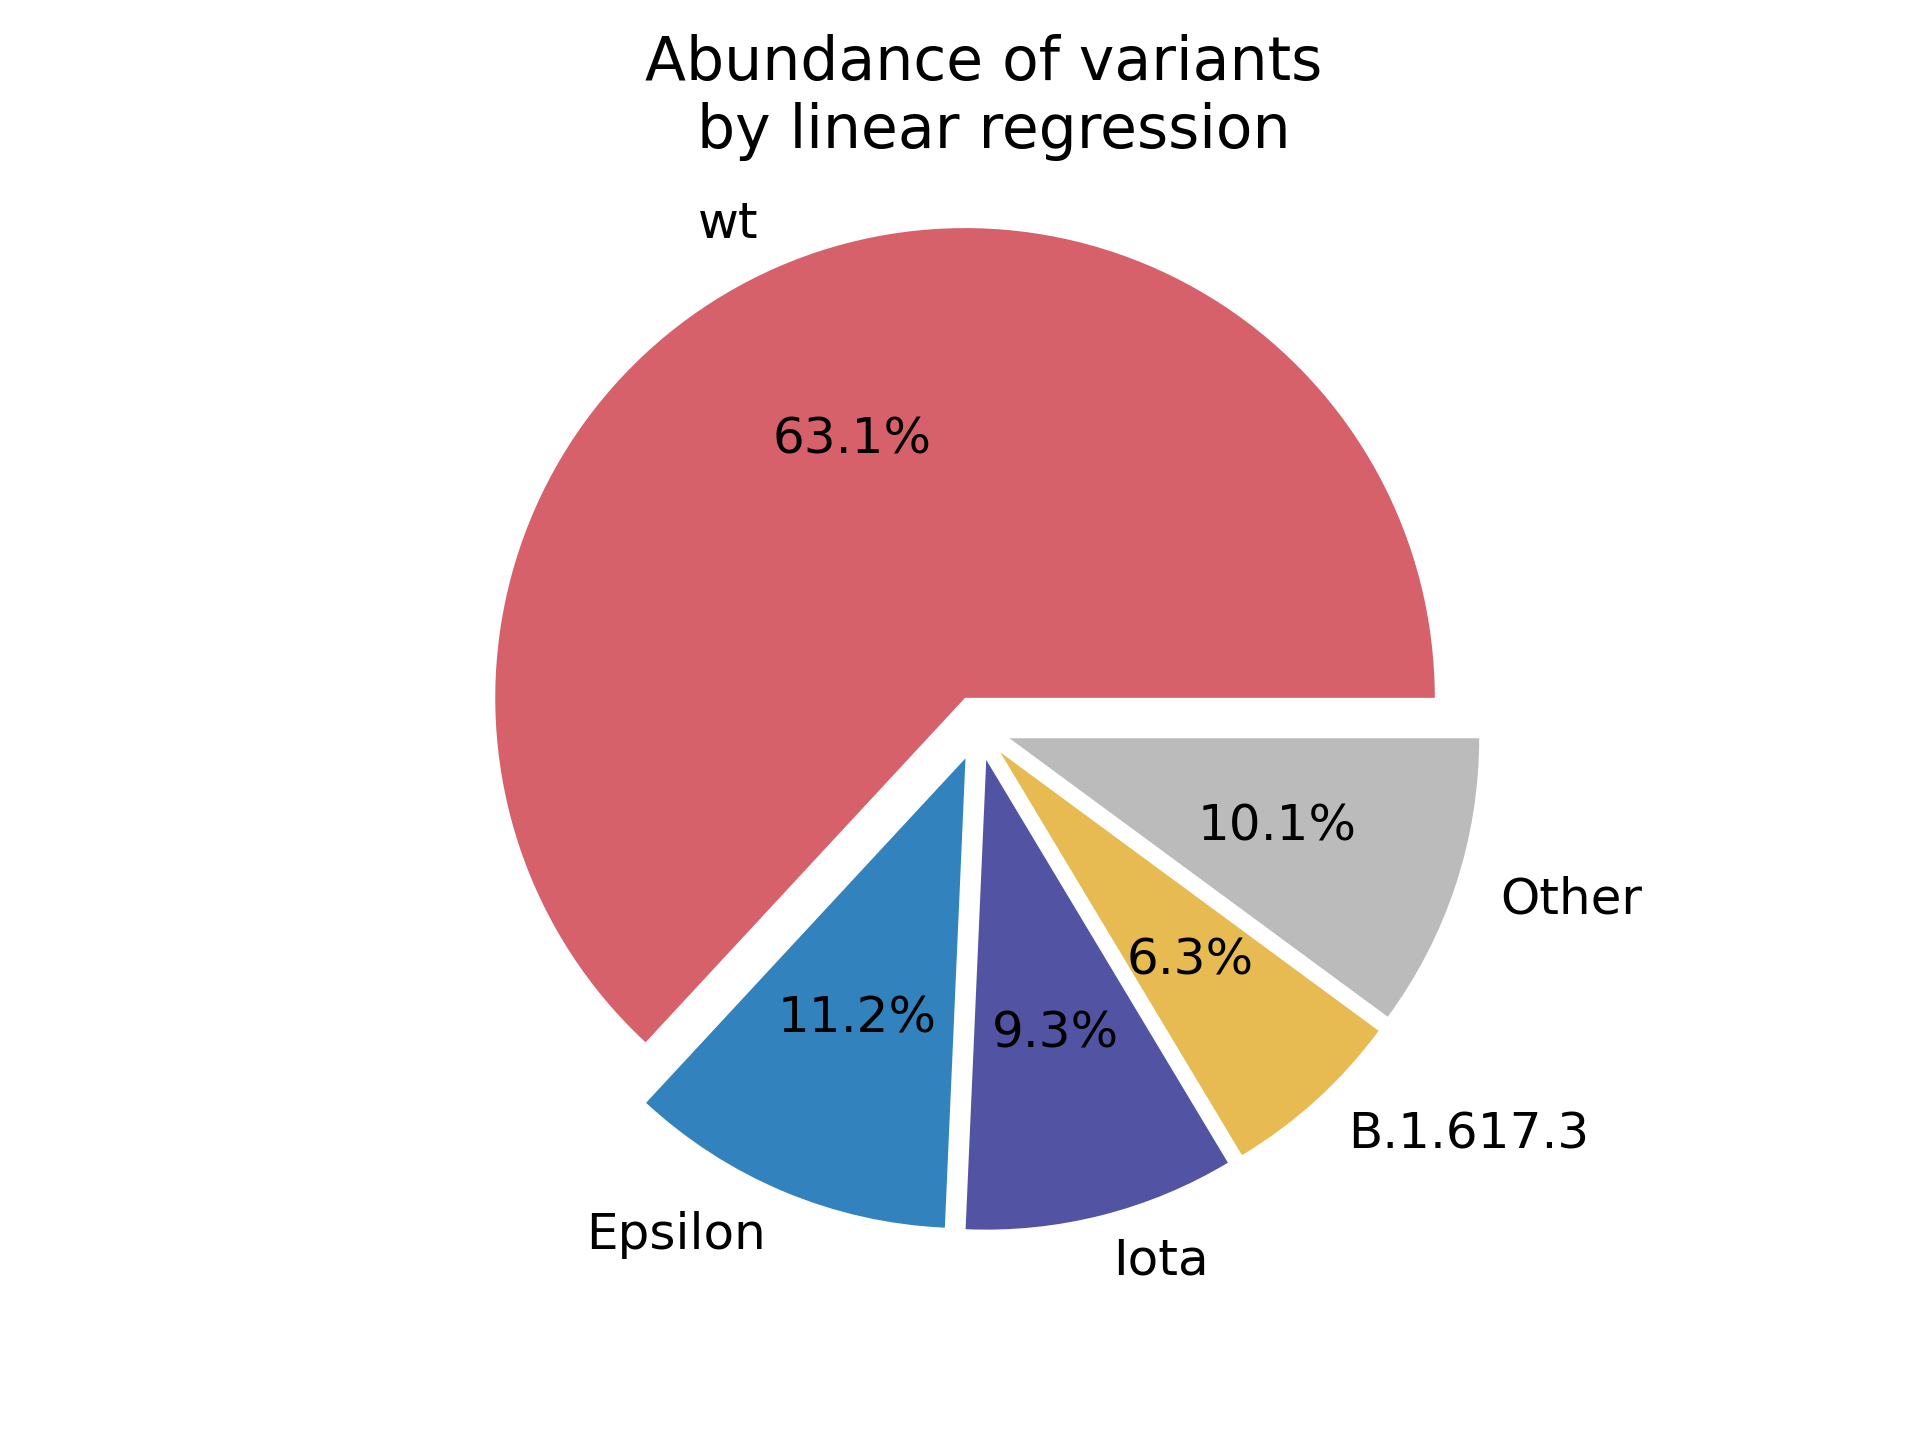 Abundance of variants
by linear regression
wt
63.1%
10.1%
Other
6.3%
11.2%
9.3%
B.1.617.3
Epsilon
Iota